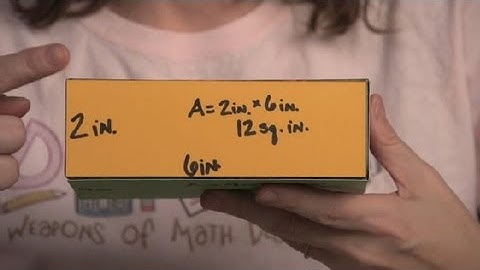 A=2in.×6in.
12 sq. in.
2 in.
6in.
WEAPONS OF MATH